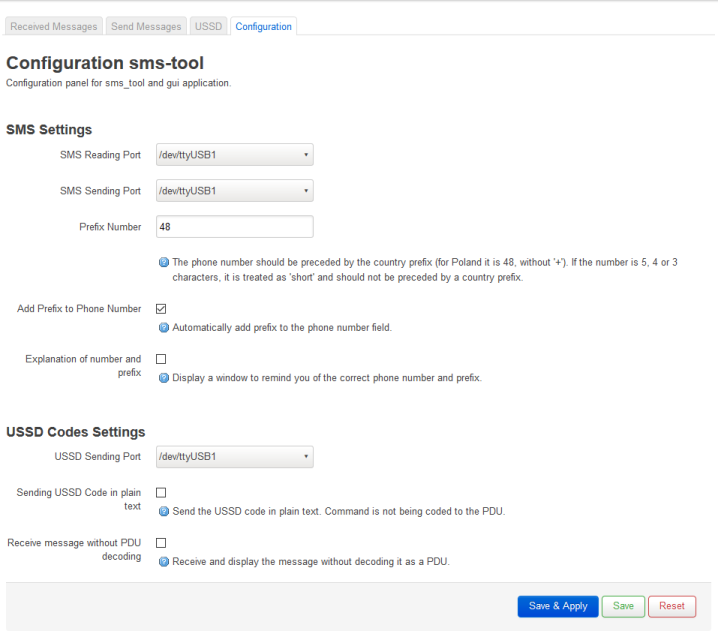 Received Messages Send Messages USSD Configuration
Configuration sms-tool
Configuration panel for sms_tool and gui application.
SMS Settings
SMS Reading Port /dev/ttyUSB1
SMS Sending Port /dev/ttyUSB1
Prefix Number 48
The phone number should be preceded by the country prefix (for Poland it is 48, without '+'). If the number is 5, 4 or 3
characters, it is treated as 'short' and should not be preceded by a country prefix.
Add Prefix to Phone Number
Automatically add prefix to the phone number field.
Explanation of number and
prefix
Display a window to remind you of the correct phone number and prefix.
USSD Codes Settings
USSD Sending Port /dev/ttyUSB1
Sending USSD Code in plain
text
Send the USSD code in plain text. Command is not being coded to the PDU.
Receive message without PDU
decoding
Receive and display the message without decoding it as a PDU.
Save & Apply Save Reset